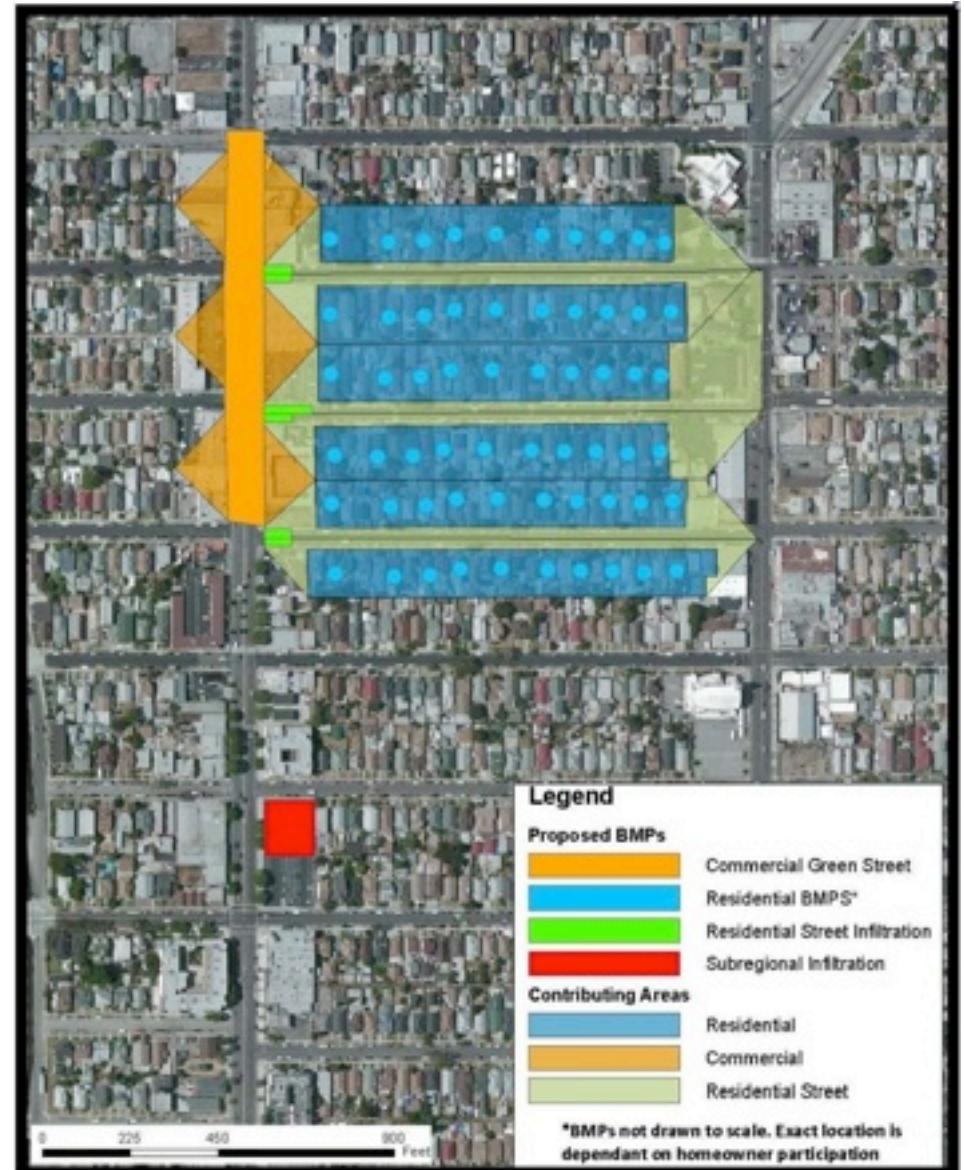 Legend
Proposed BMPs
Commercial Green Street
Residential BMPS*
Residential Street Infiltration
Subregional Infiltration
Contributing Areas
Residential
Commercial
Residential Street
*BMPs not drawn to scale. Exact location is
dependant on homeowner participation
0 225 450 900
Feet